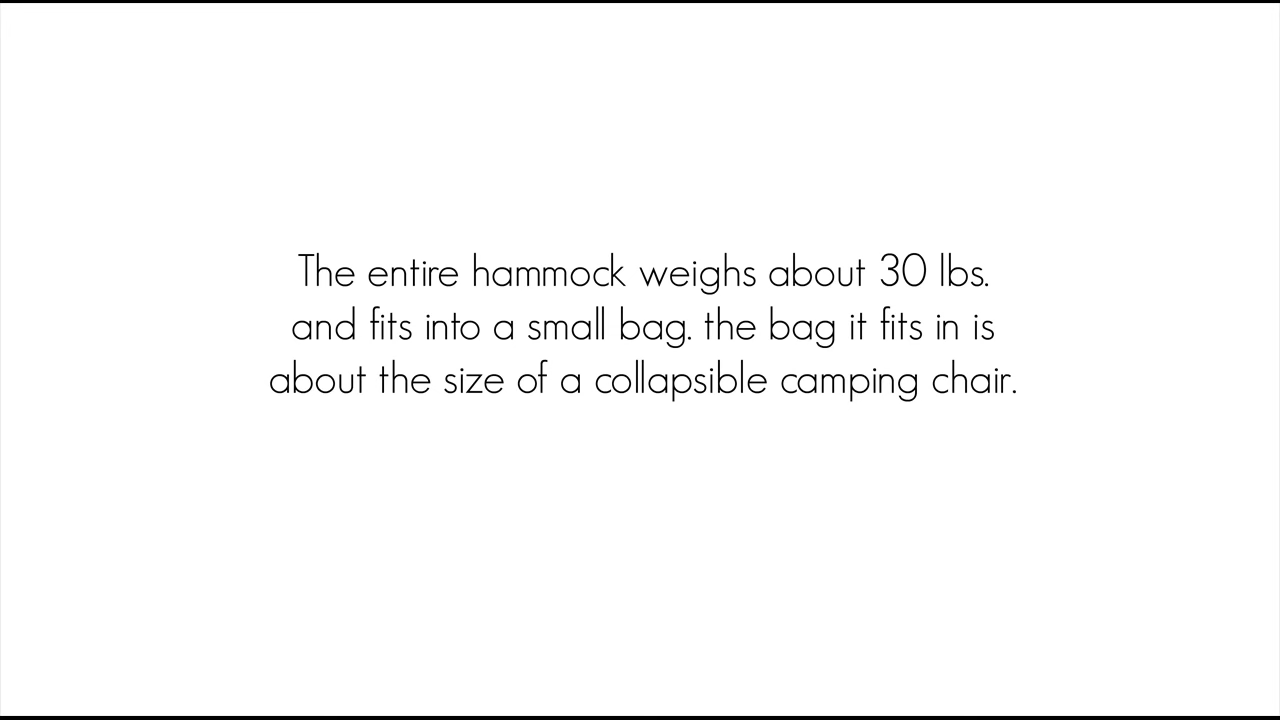 The entire hammock weighs about 30 lbs.
and fits into a small bag. the bag it fits in is
about the size of a collapsible camping chair.